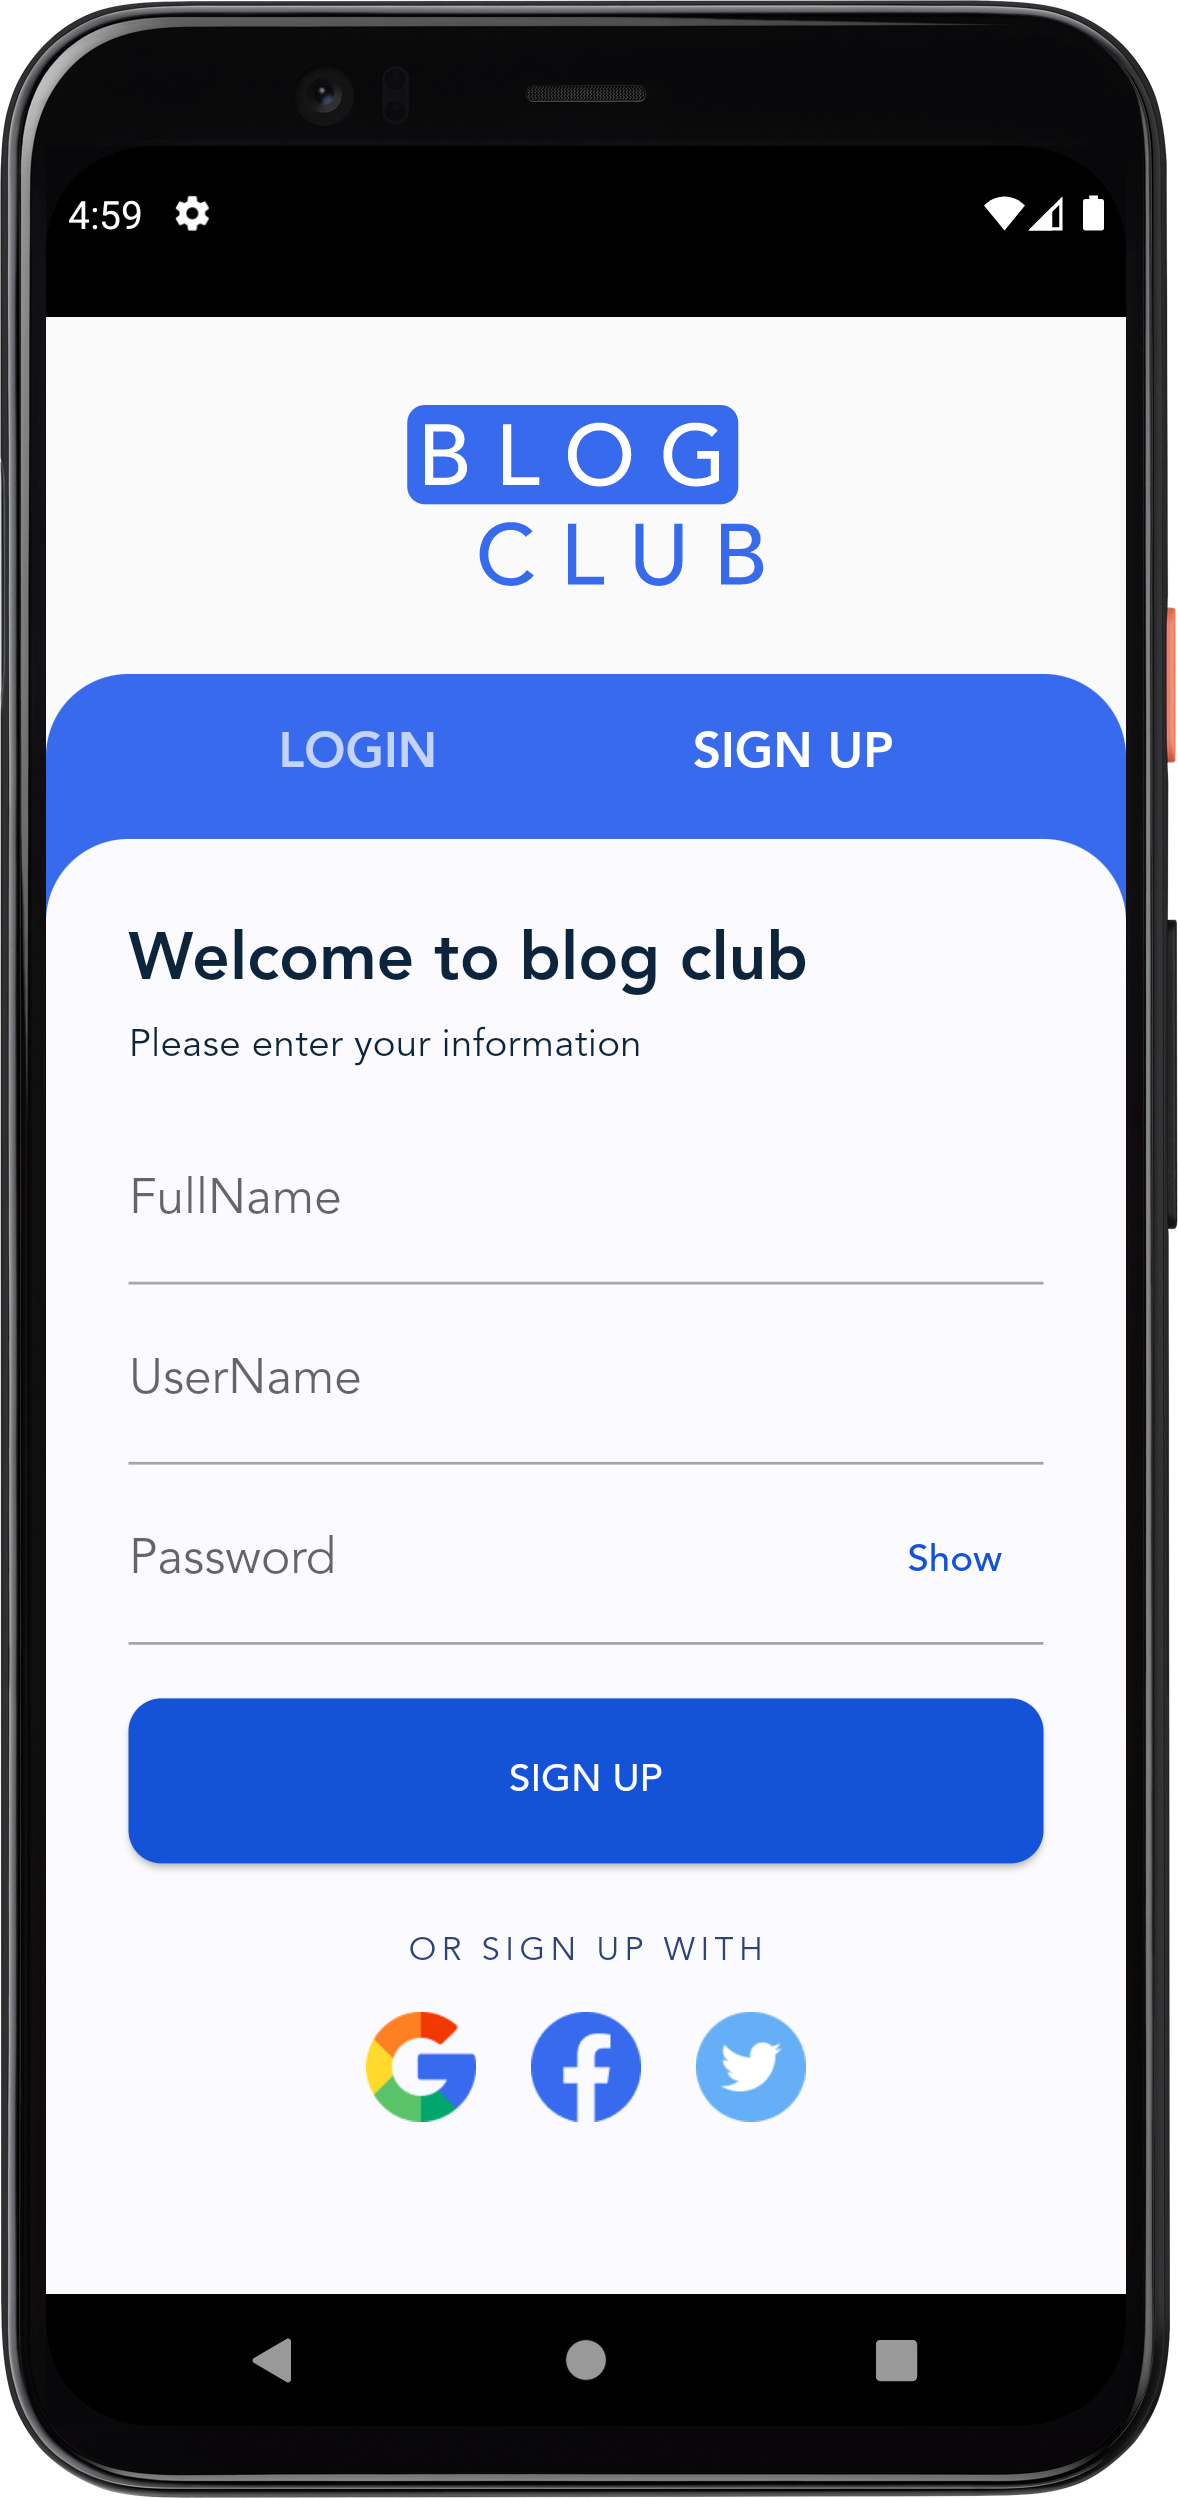 4:59
BLOG
CLUB
LOGIN SIGN UP
Welcome to blog club
Please enter your information
FullName
UserName
Password Show
SIGN UP
OR SIGN UP WITH